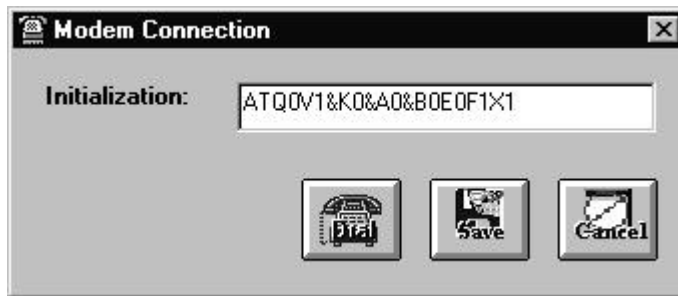 Modem Connection
Initialization:
ATQ0V1&K0&A0&B0E0F1X1
Dial
Save
Cancel